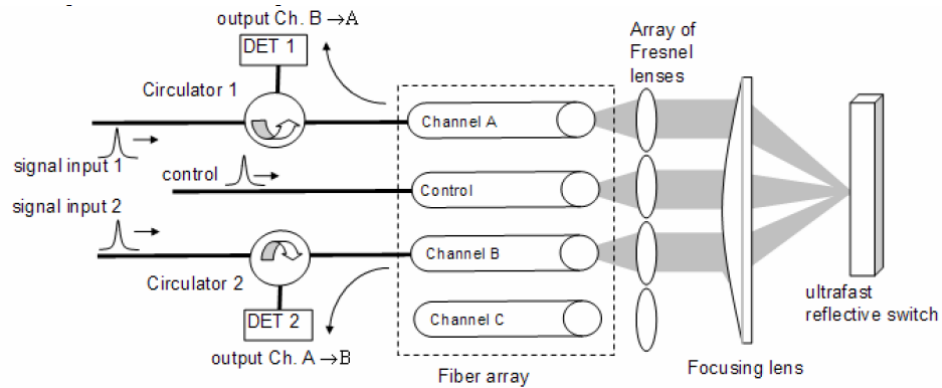 output Ch. B →A
DET 1
Circulator 1
signal input 1
control
signal input 2
Circulator 2
DET 2
output Ch. A →B
Channel A
Control
Channel B
Channel C
Fiber array
Array of
Fresnel
lenses
Focusing lens
ultrafast
reflective switch